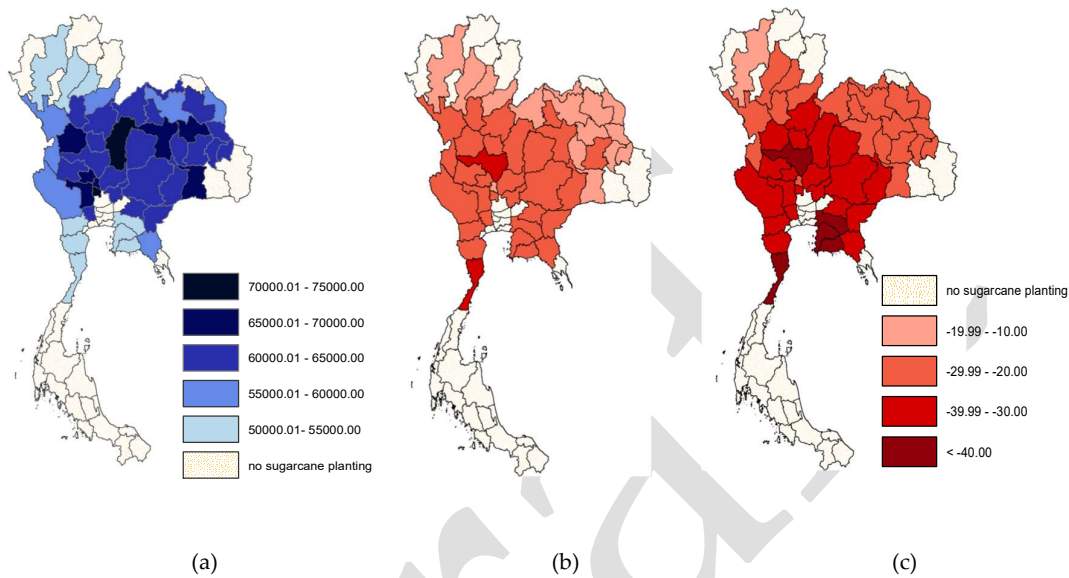 70000.01 - 75000.00
65000.01 - 70000.00
60000.01 - 65000.00
55000.01 - 60000.00
50000.01- 55000.00
no sugarcane planting
no sugarcane planting
-19.99 - -10.00
-29.99 - -20.00
-39.99 - -30.00
< -40.00
(a)
(b)
(c)